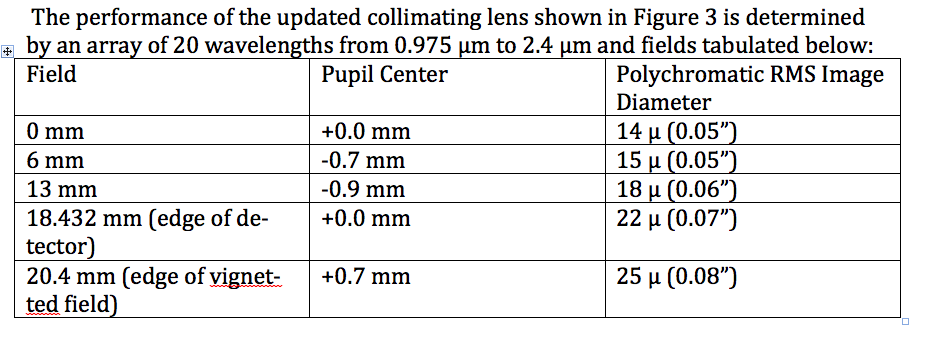 The performance of the updated collimating lens shown in Figure 3 is determined
by an array of 20 wavelengths from 0.975 µm to 2.4 µm and fields tabulated below:
Field Pupil Center Polychromatic RMS Image
Diameter
0 mm +0.0 mm 14 µ (0.05”)
6 mm -0.7 mm 15 µ (0.05”)
13 mm -0.9 mm 18 µ (0.06”)
18.432 mm (edge of de- +0.0 mm 22 µ (0.07”)
tector)
20.4 mm (edge of vignet- +0.7 mm 25 µ (0.08”)
ted field)